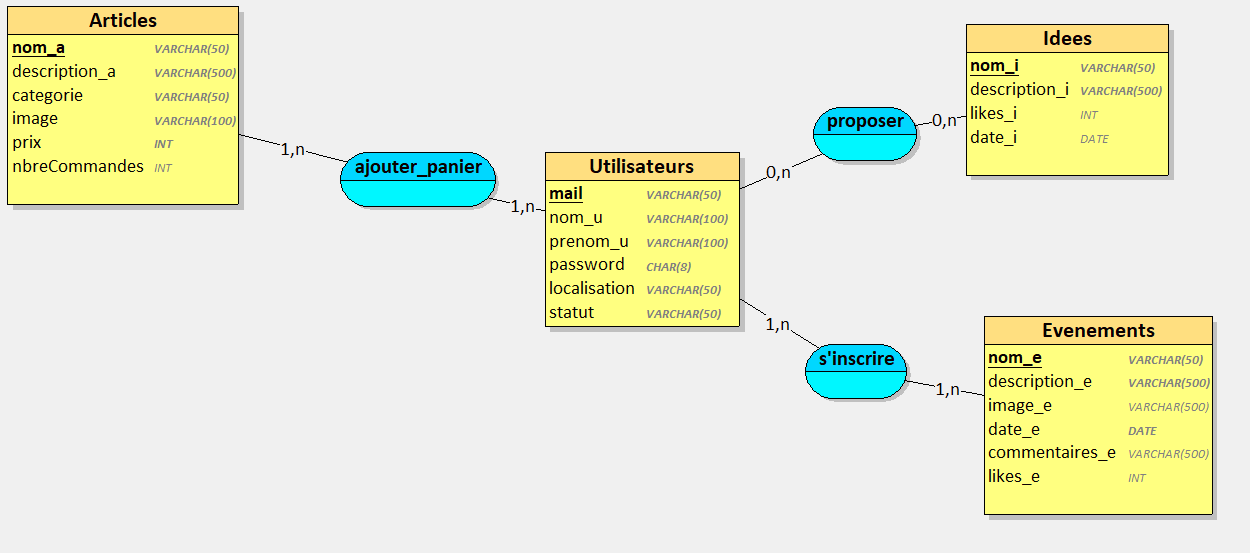 Articles
nom_a VARCHAR(50)
description_a VARCHAR(500)
categorie VARCHAR(50)
image VARCHAR(100)
prix INT
nbreCommandes INT
1,n
ajouter_panier
1,n
Utilisateurs
mail VARCHAR(50)
nom_u VARCHAR(100)
prenom_u VARCHAR(100)
password CHAR(8)
localisation VARCHAR(50)
statut VARCHAR(50)
0,n
proposer
0,n
Idees
nom_i VARCHAR(50)
description_i VARCHAR(500)
likes_i INT
date_i DATE
1,n
s'inscrire
1,n
Evenements
nom_e VARCHAR(50)
description_e VARCHAR(500)
image_e VARCHAR(500)
date_e DATE
commentaires_e VARCHAR(500)
likes_e INT